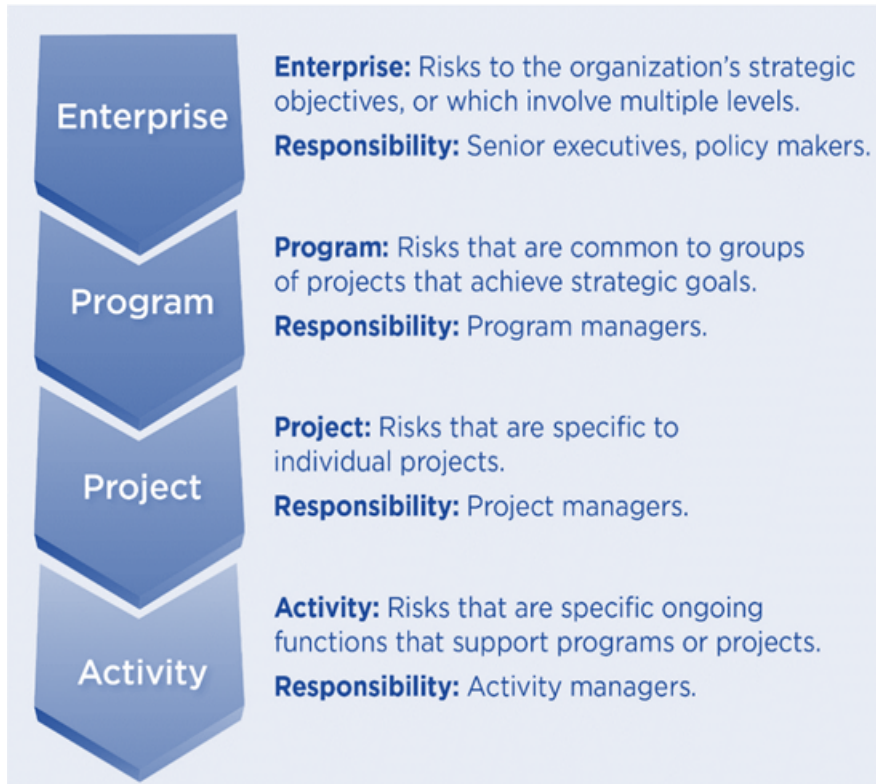 Enterprise
Enterprise: Risks to the organization's strategic
objectives, or which involve multiple levels.
Responsibility: Senior executives, policy makers.
Program
Program: Risks that are common to groups
of projects that achieve strategic goals.
Responsibility: Program managers.
Project
Project: Risks that are specific to
individual projects.
Responsibility: Project managers.
Activity
Activity: Risks that are specific ongoing
functions that support programs or projects.
Responsibility: Activity managers.